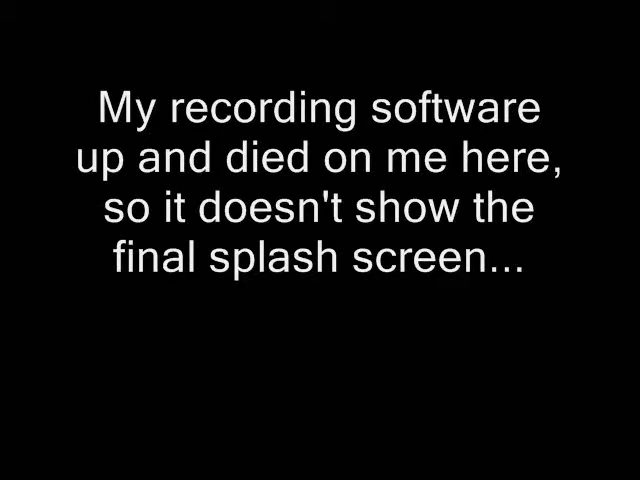 My recording software
up and died on me here,
so it doesn't show the
final splash screen...